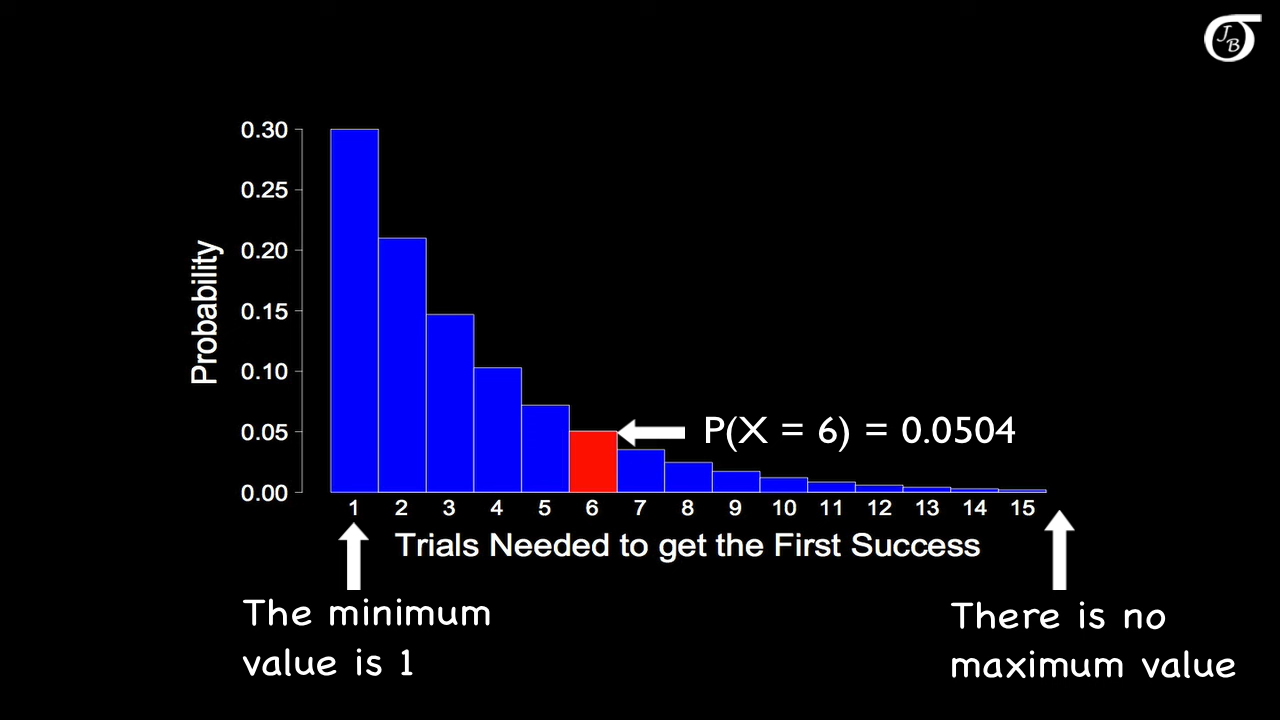 JB
0.30
0.25
0.20
0.15
0.10
0.05
0.00
Probability
P(X = 6) = 0.0504
1 2 3 4 5 6 7 8 9 10 11 12 13 14 15
Trials Needed to get the First Success
The minimum
value is 1
There is no
maximum value